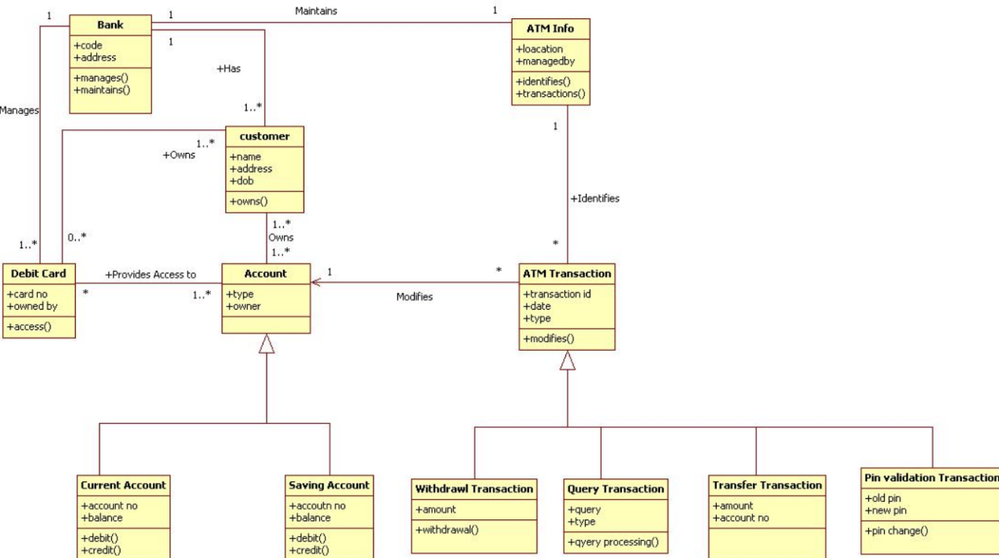 Maintains
1
1
1
Bank
+code
+address
+manages()
+maintains()
1
ATM Info
+loacation
+managedby
+identifies()
+transactions()
+Has
1..*
Manages
1
customer
+name
+address
+dob
+owns()
1..*
+Owns
+Identifies
1..*
Owns
1..*
1..*
0..*
*
Debit Card
+card no
+owned by
+access()
+Provides Access to
*
1..*
Account
+type
+owner
1
*
Modifies
ATM Transaction
+transaction id
+date
+type
+modifies()
Current Account
+account no
+balance
+debit()
+credit()
Saving Account
+accoutn no
+balance
+debit()
+credit()
Withdrawl Transaction
+amount
+withdrawal()
Query Transaction
+query
+type
+qyery processing()
Transfer Transaction
+amount
+account no
Pin validation Transaction
+old pin
+new pin
+pin change()